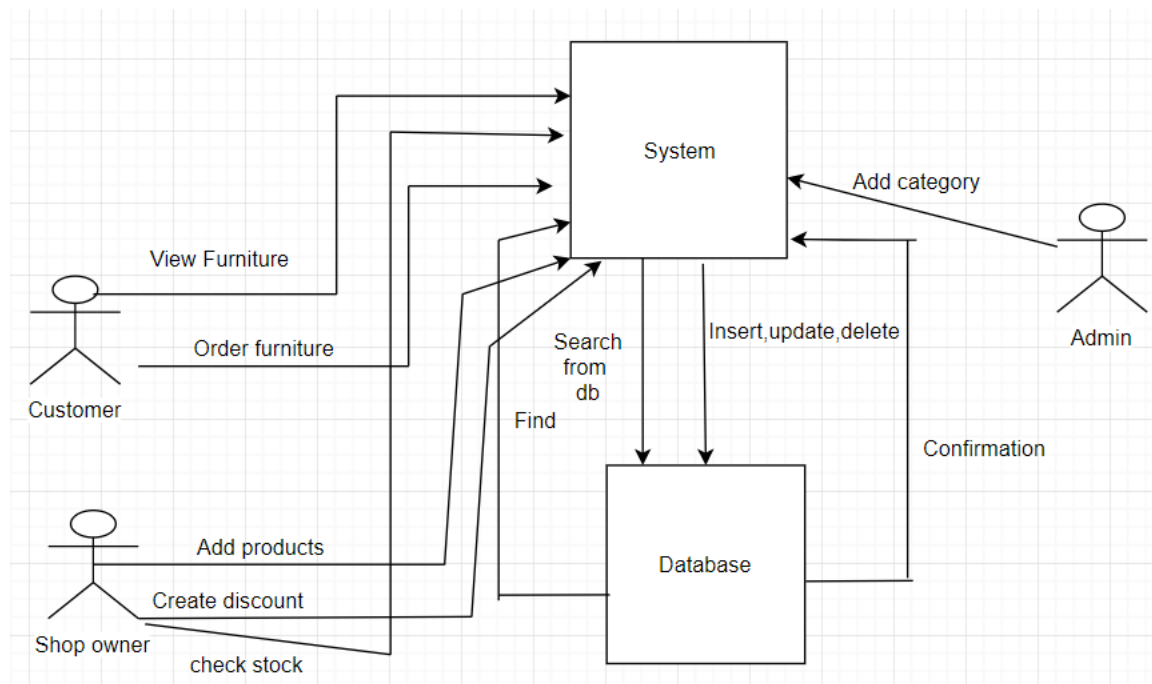 System
Add category
View Furniture
Search
from
db
Insert,update,delete
Admin
Order furniture
Customer
Find
Confirmation
Add products
Database
Create discount
Shop owner
check stock